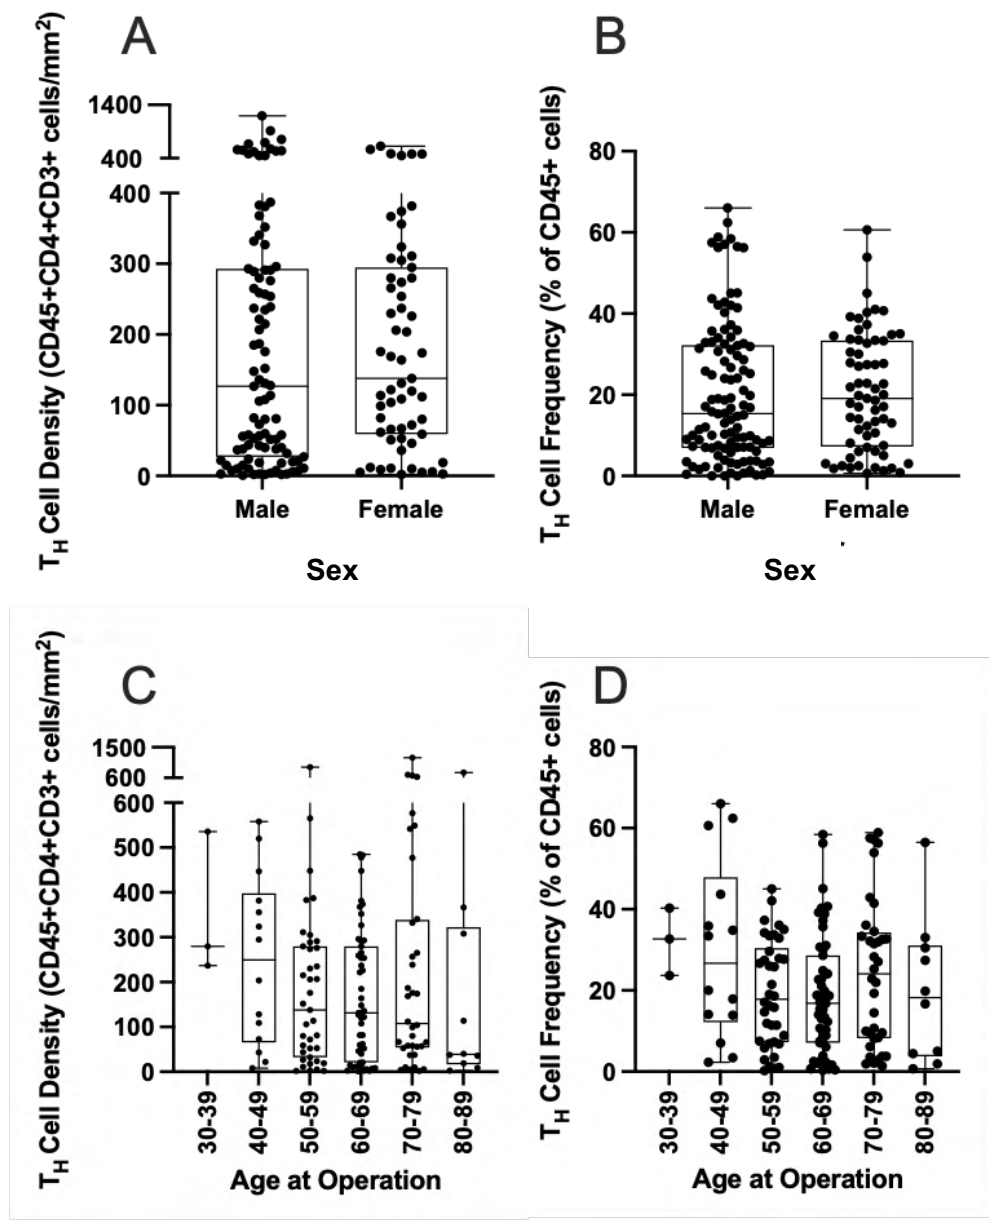 A
T_H Cell Density (CD45+CD4+CD3+ cells/mm²)
1400
400
400
300
200
100
0
Male Female
Sex
B
T_H Cell Frequency (% of CD45+ cells)
80
60
40
20
0
Male Female
Sex
C
T_H Cell Density (CD45+CD4+CD3+ cells/mm²)
1500
600
600
500
400
300
200
100
0
30-39 40-49 50-59 60-69 70-79 80-89
Age at Operation
D
T_H Cell Frequency (% of CD45+ cells)
80
60
40
20
0
30-39 40-49 50-59 60-69 70-79 80-89
Age at Operation